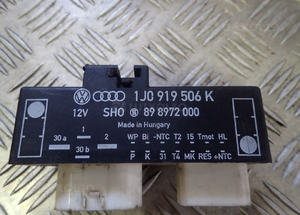 1J0 919 506 K
12V SHO 89 8972 000
Made in Hungary
WP Bi -NTC T2 15 Tmot HL
30 a 1 2
30 b
P K 31 T4 MK RES +NTC